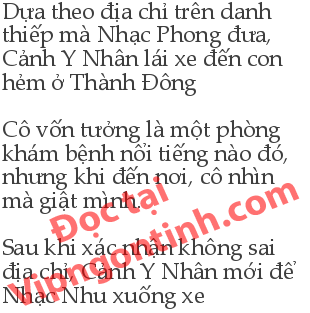 Dựa theo địa chỉ trên danh
thiếp mà Nhạc Phong đưa,
Cảnh Y Nhân lái xe đến con
hẻm ở Thành Đông
Cô vốn tưởng là một phòng
khám bệnh nổi tiếng nào đó,
nhưng khi đến nơi, cô nhìn
mà giật mình.
Đọc tại
Vipngontinh.com
Sau khi xác nhận không sai
địa chỉ, Cảnh Y Nhân mới để
Nhạc Nhu xuống xe